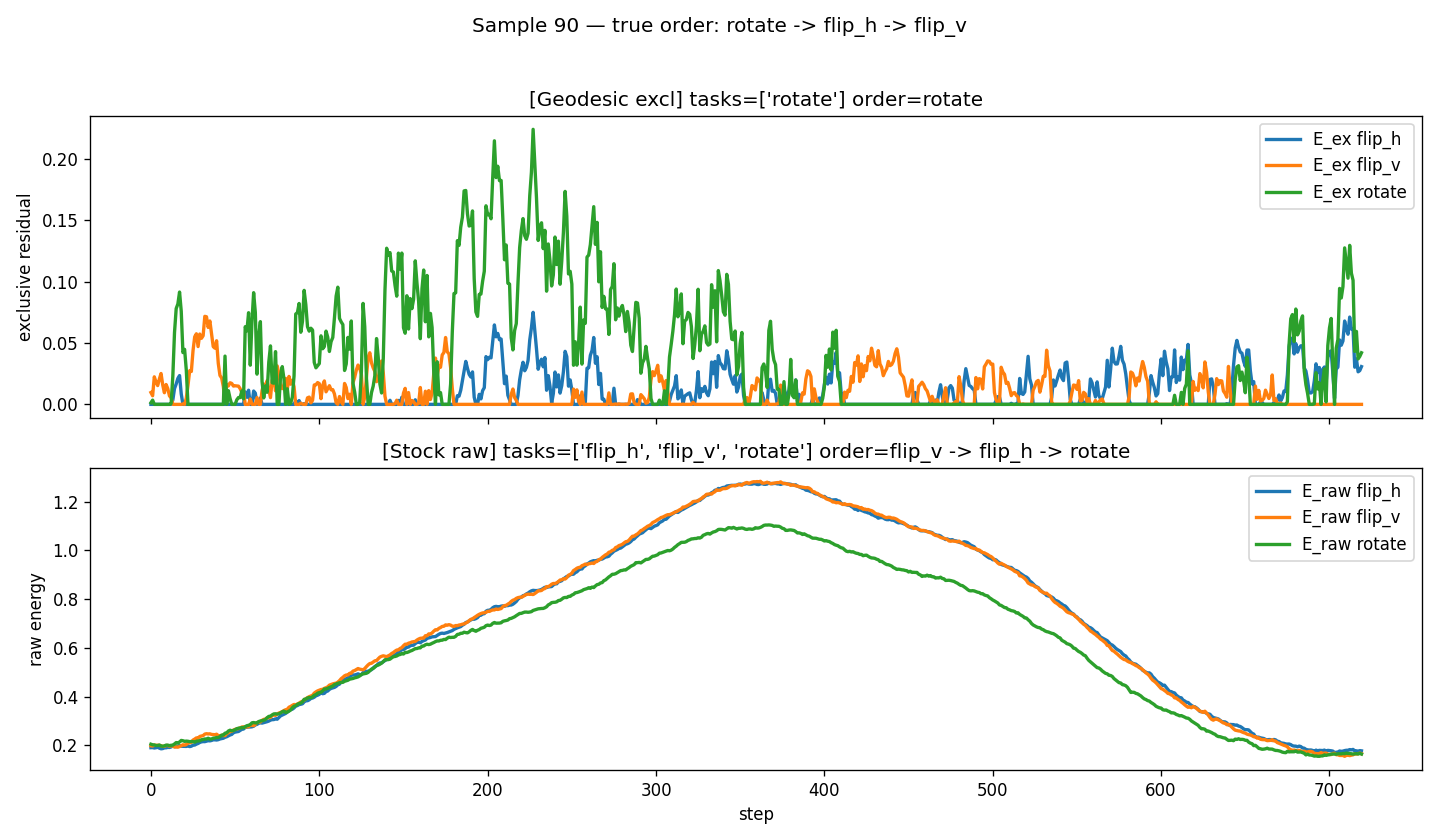 Sample 90 — true order: rotate -> flip_h -> flip_v
[Geodesic excl] tasks=['rotate'] order=rotate
exclusive residual
0.20
0.15
0.10
0.05
0.00
E_ex flip_h
E_ex flip_v
E_ex rotate
[Stock raw] tasks=['flip_h', 'flip_v', 'rotate'] order=flip_v -> flip_h -> rotate
raw energy
1.2
1.0
0.8
0.6
0.4
0.2
E_raw flip_h
E_raw flip_v
E_raw rotate
0 100 200 300 400 500 600 700
step